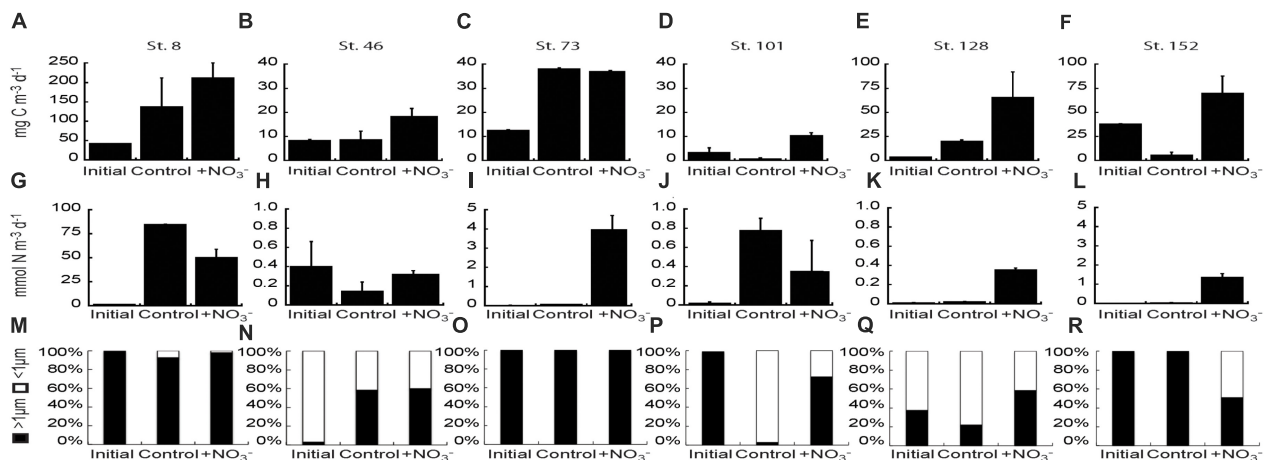 A B C D E F
St. 8 St. 46 St. 73 St. 101 St. 128 St. 152
mg C m-3 d-1
250 200 150 100 50 0
40 30 20 10 0
40 30 20 10 0
40 30 20 10 0
100 75 50 25 0
100 75 50 25 0
Initial Control +NO3- Initial Control +NO3- Initial Control +NO3- Initial Control +NO3- Initial Control +NO3- Initial Control +NO3-
G H I J K L
mmol N m-3 d-1
100 75 50 25 0
1.0 0.8 0.6 0.4 0.2 0.0
5 4 3 2 1 0
1.0 0.8 0.6 0.4 0.2 0
1.0 0.8 0.6 0.4 0.2 0.0
5 4 3 2 1 0
Initial Control +NO3- Initial Control +NO3- Initial Control +NO3- Initial Control +NO3- Initial Control +NO3- Initial Control +NO3-
M N O P Q R
>1µm <1µm
100% 80% 60% 40% 20% 0%
100% 80% 60% 40% 20% 0%
100% 80% 60% 40% 20% 0%
100% 80% 60% 40% 20% 0%
100% 80% 60% 40% 20% 0%
100% 80% 60% 40% 20% 0%
Initial Control +NO3- Initial Control +NO3- Initial Control +NO3- Initial Control +NO3- Initial Control +NO3- Initial Control +NO3-